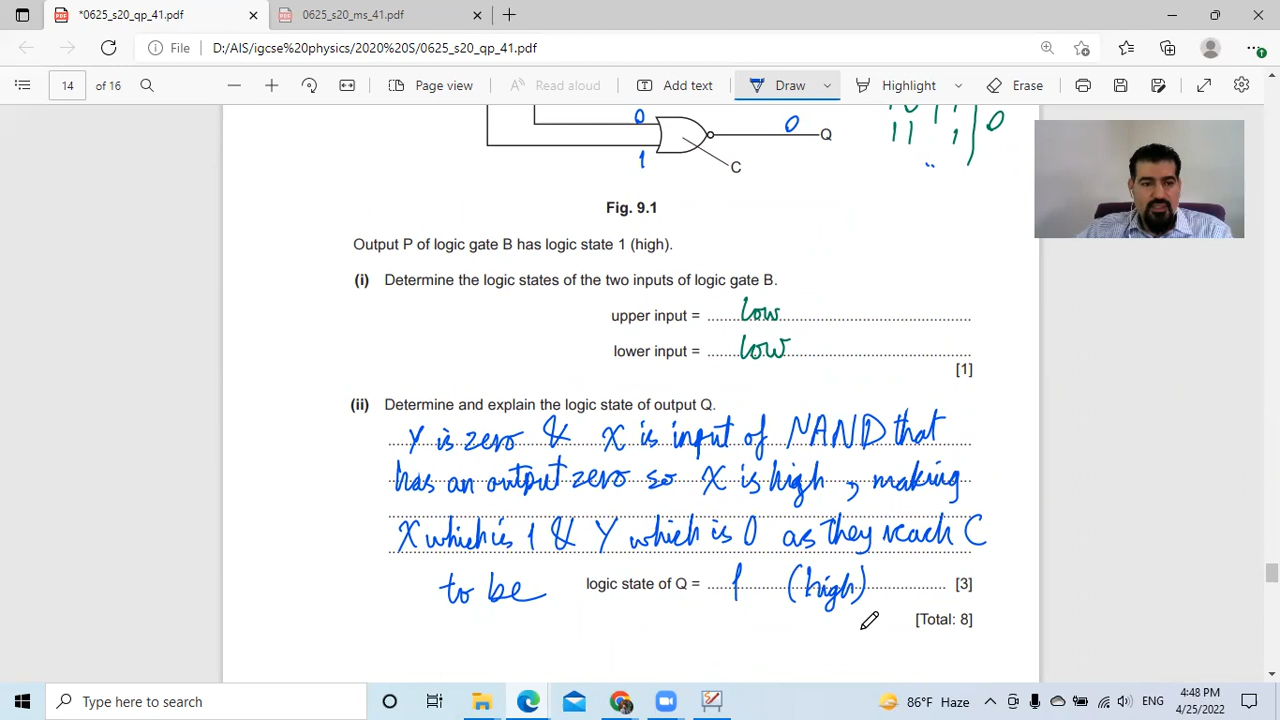 *0625_s20_qp_41.pdf
0625_s20_ms_41.pdf
File D:/AIS/igcse%20physics/2020%20S/0625_s20_qp_41.pdf
14 of 16 Page view Read aloud Add text Draw Highlight Erase
0 0 Q
1 1 1 0
1
C
Fig. 9.1
Output P of logic gate B has logic state 1 (high).
(i) Determine the logic states of the two inputs of logic gate B.
upper input = low
lower input = low
[1]
(ii) Determine and explain the logic state of output Q.
Y is zero & X is input of NAND that
has an output zero so X is high, making
X which is 1 & Y which is 0 as they reach C
to be logic state of Q = 1 (high) [3]
[Total: 8]
Type here to search 86°F Haze ENG 4:48 PM
4/25/2022